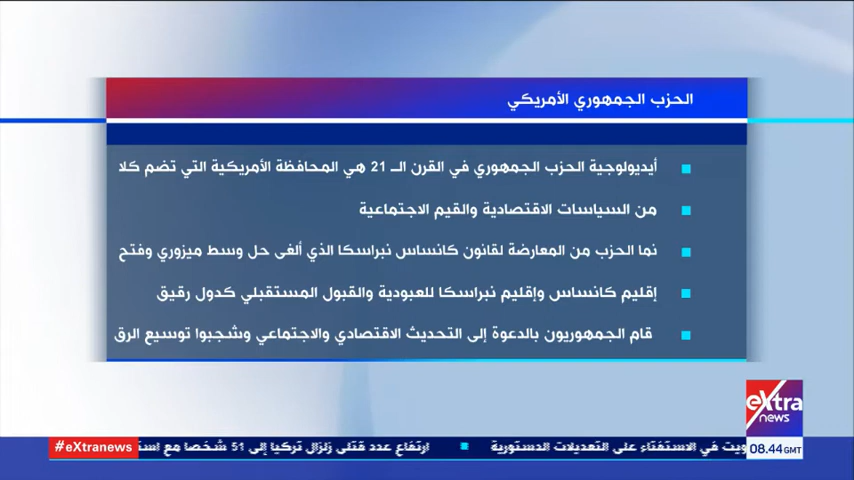 الحزب الجمهوري الأمريكي
أيديولوجية الحزب الجمهوري في القرن الـ 21 هي المحافظة الأمريكية التي تضم كلا
من السياسات الاقتصادية والقيم الاجتماعية
نما الحزب من المعارضة لقانون كانساس نبراسكا الذي ألغى حل وسط ميزوري وفتح
إقليم كانساس وإقليم نبراسكا للعبودية والقبول المستقبلي كدول رقيق
قام الجمهوريون بالدعوة إلى التحديث الاقتصادي والاجتماعي وشجبوا توسيع الرق
eXtra
news
08.44 GMT
في الاستفتاء على التعديلات الدستورية ارتفاع عدد قتلى زلزال تركيا إلى 51 شخصا مع
#eXtranews